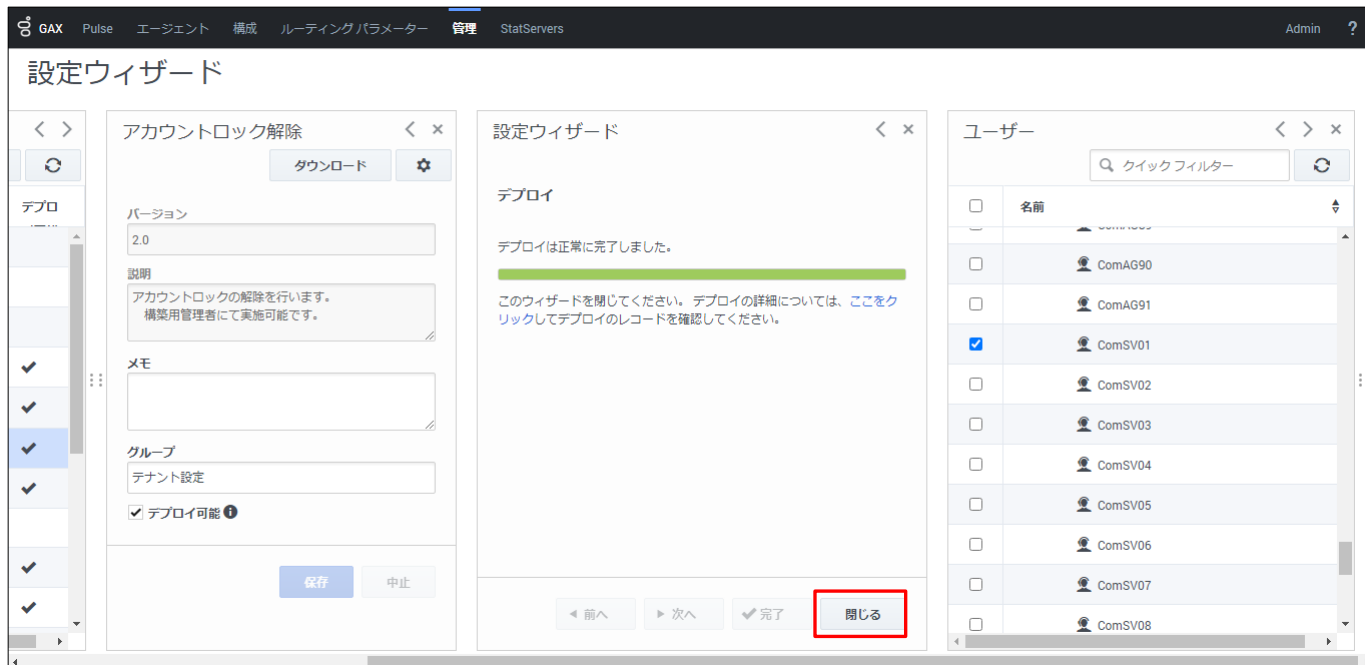 GAX Pulse エージェント 構成 ルーティング パラメーター 管理 StatServers Admin ?
設定ウィザード
デプロ
アカウントロック解除
ダウンロード
バージョン
2.0
説明
アカウントロックの解除を行います。
構築用管理者にて実施可能です。
メモ
グループ
テナント設定
デプロイ可能
保存 中止
設定ウィザード
デプロイ
デプロイは正常に完了しました。
このウィザードを閉じてください。 デプロイの詳細については、ここをク
リックしてデプロイのレコードを確認してください。
前へ 次へ 完了 閉じる
ユーザー
クイック フィルター
名前
ComAG90
ComAG91
ComSV01
ComSV02
ComSV03
ComSV04
ComSV05
ComSV06
ComSV07
ComSV08